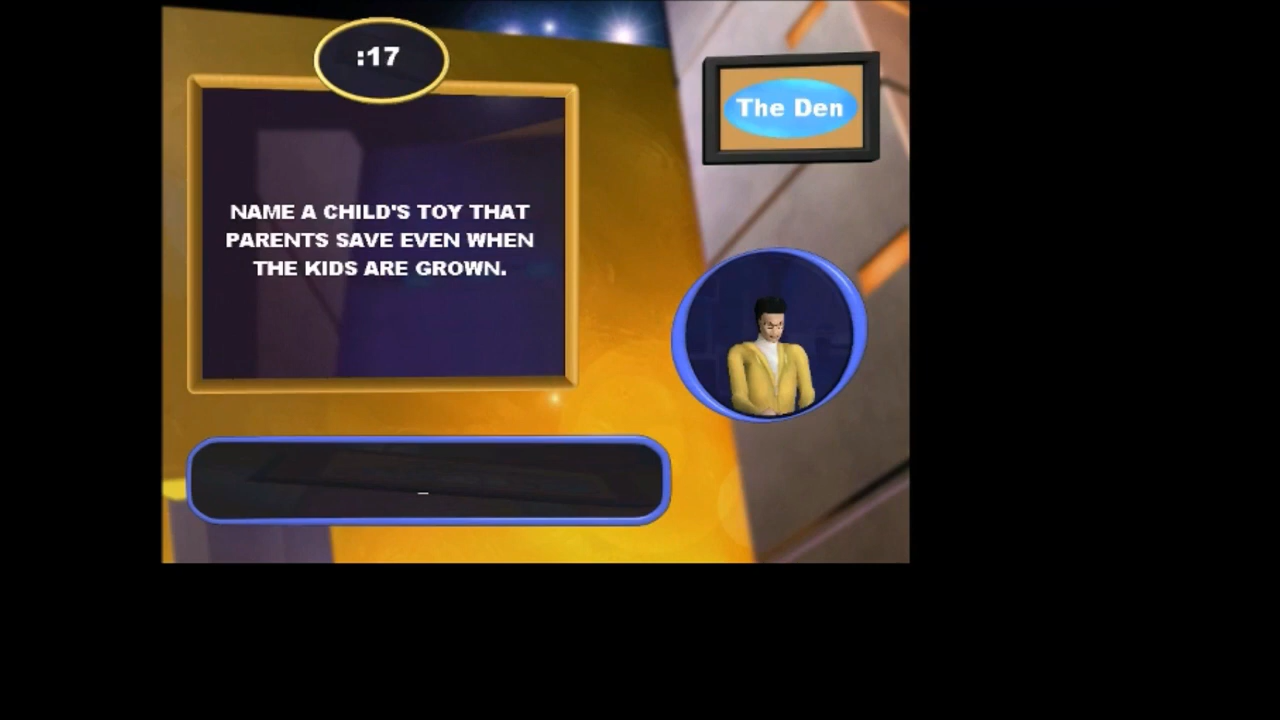 :17
The Den
NAME A CHILD'S TOY THAT
PARENTS SAVE EVEN WHEN
THE KIDS ARE GROWN.
_